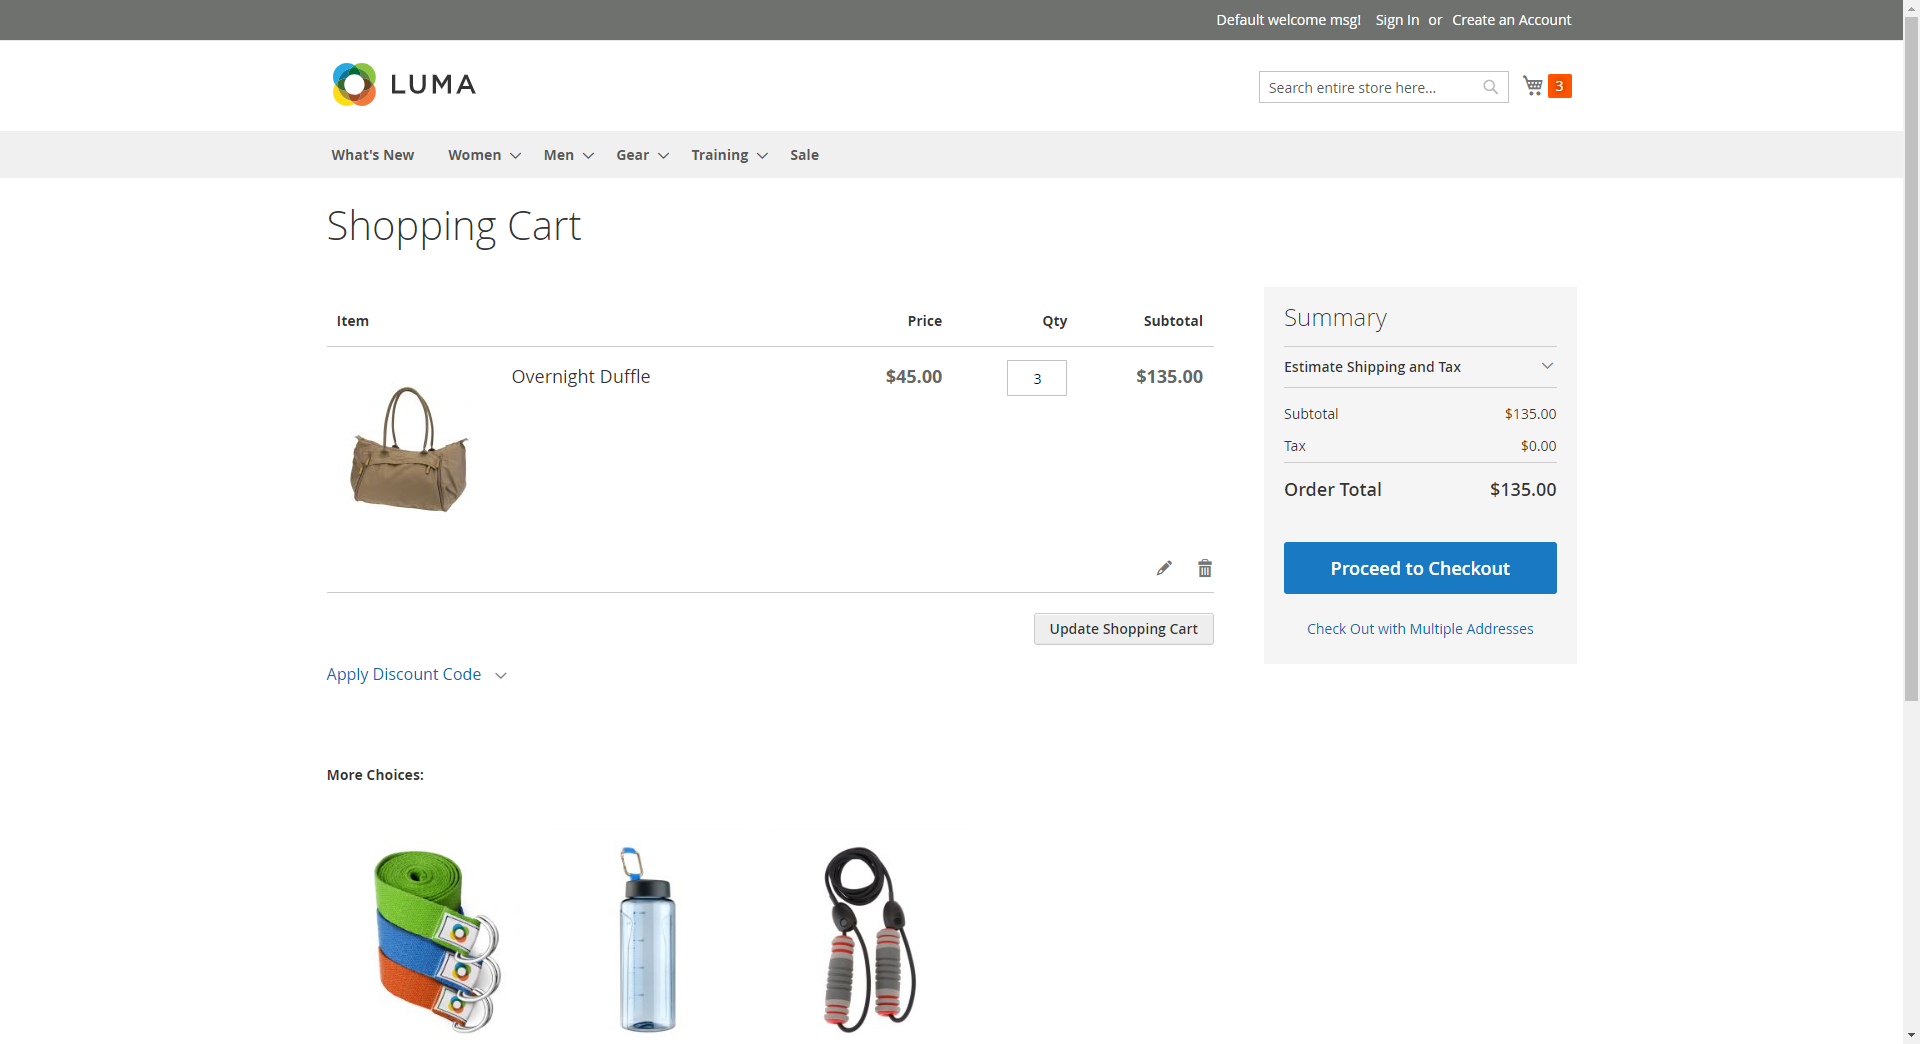 Default welcome msg! Sign In or Create an Account
LUMA
Search entire store here...
3
What's New Women Men Gear Training Sale
Shopping Cart
Item Price Qty Subtotal
Overnight Duffle $45.00 3 $135.00
Update Shopping Cart
Apply Discount Code
Summary
Estimate Shipping and Tax
Subtotal $135.00
Tax $0.00
Order Total $135.00
Proceed to Checkout
Check Out with Multiple Addresses
More Choices: